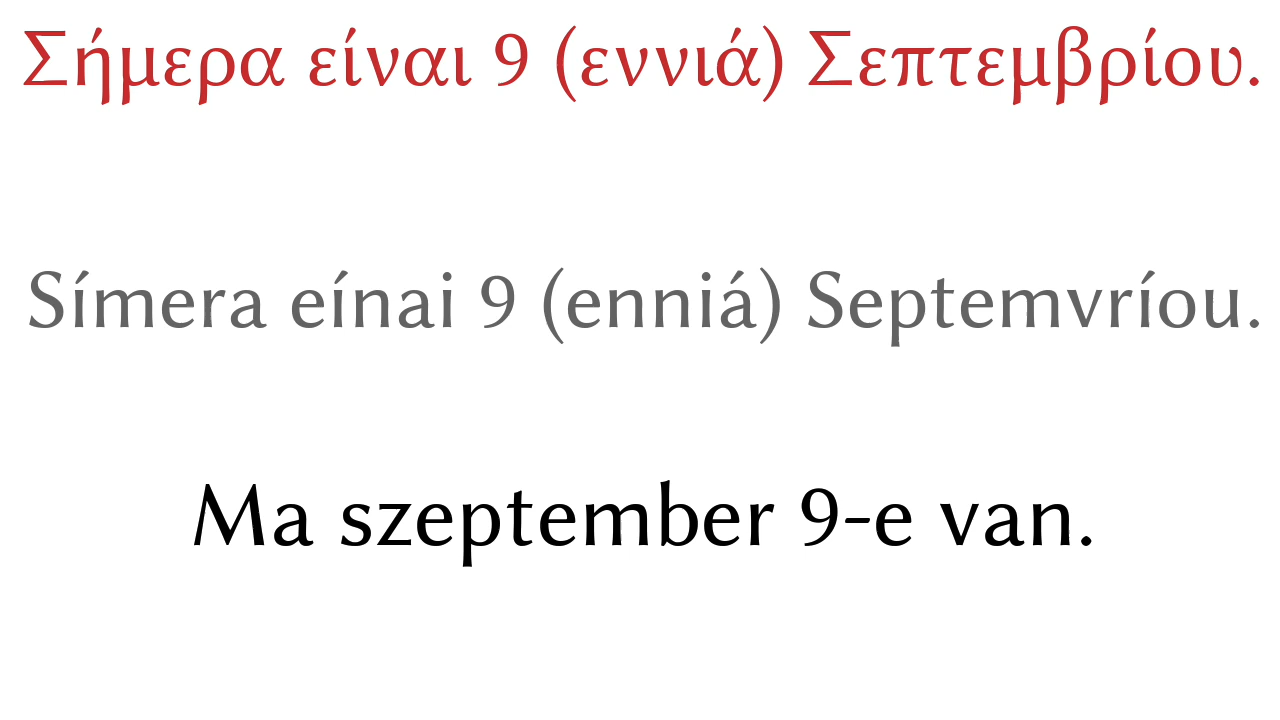 Σήμερα είναι 9 (εννιά) Σεπτεμβρίου.
Símera eínai 9 (enniá) Septemvríou.
Ma szeptember 9-e van.